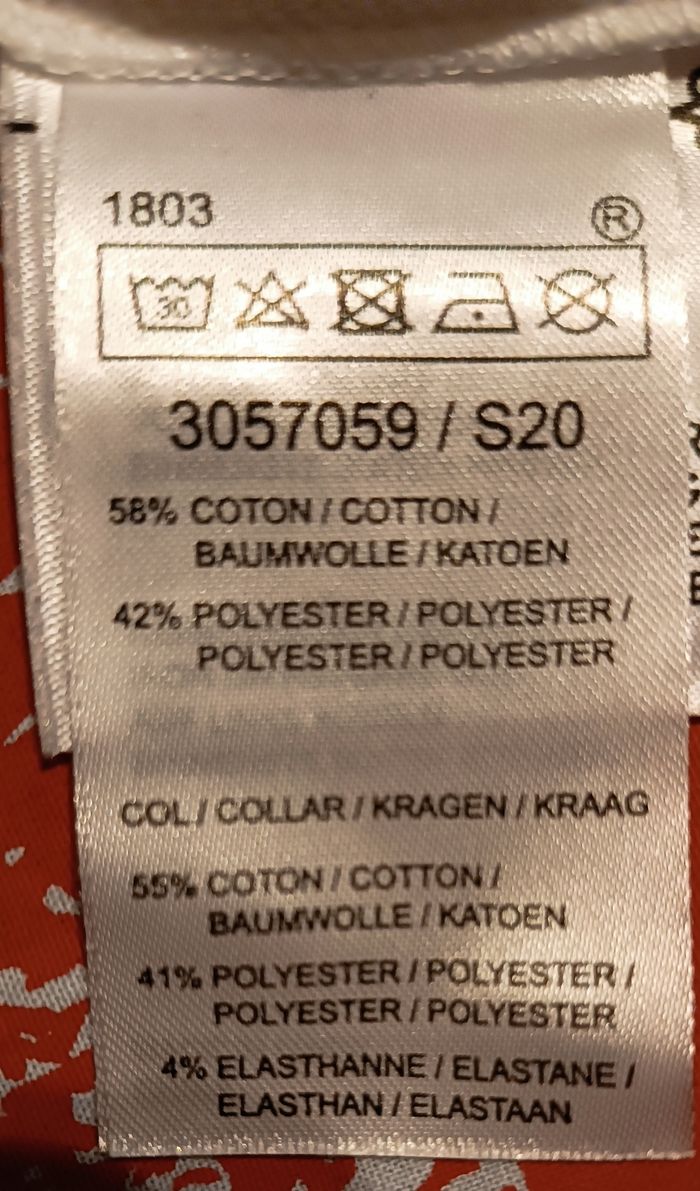 1803
®
30
3057059 / S20
58% COTON / COTTON /
BAUMWOLLE / KATOEN
42% POLYESTER / POLYESTER /
POLYESTER / POLYESTER
COL / COLLAR / KRAGEN / KRAAG
55% COTON / COTTON /
BAUMWOLLE / KATOEN
41% POLYESTER / POLYESTER /
POLYESTER / POLYESTER
4% ELASTHANNE / ELASTANE /
ELASTHAN / ELASTAAN